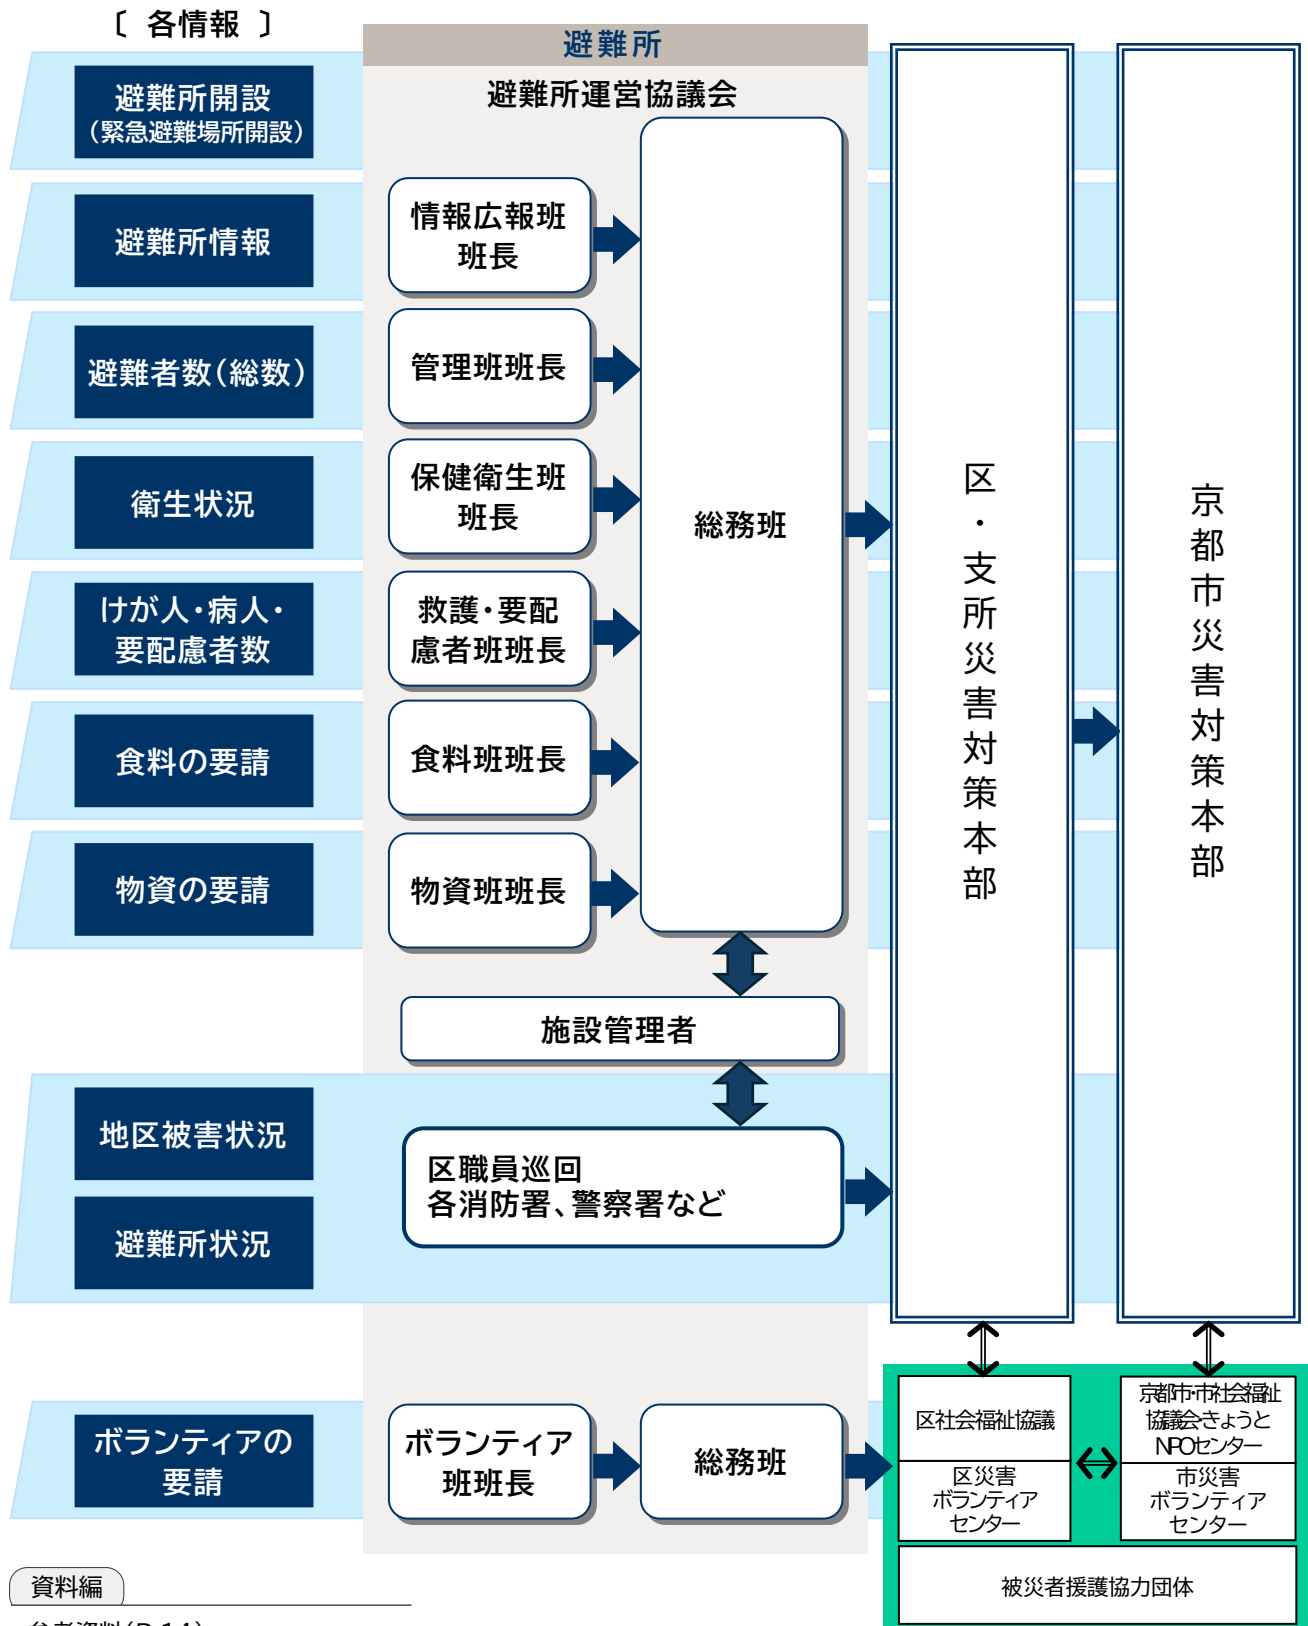 〔 各情報 〕
避難所
避難所運営協議会
避難所開設
（緊急避難場所開設）
避難所情報
情報広報班
班長
避難者数（総数）
管理班班長
衛生状況
保健衛生班
班長
けが人・病人・
要配慮者数
救護・要配
慮者班班長
食料の要請
食料班班長
物資の要請
物資班班長
総務班
区・支所災害対策本部
京都市災害対策本部
施設管理者
地区被害状況
避難所状況
区職員巡回
各消防署、警察署など
ボランティアの
要請
ボランティア
班班長
総務班
区社会福祉協議
区災害
ボランティア
センター
京都市・市社会福祉
協議会・きょうと
NPOセンター
市災害
ボランティア
センター
被災者援護協力団体
資料編
参考資料（P.14）